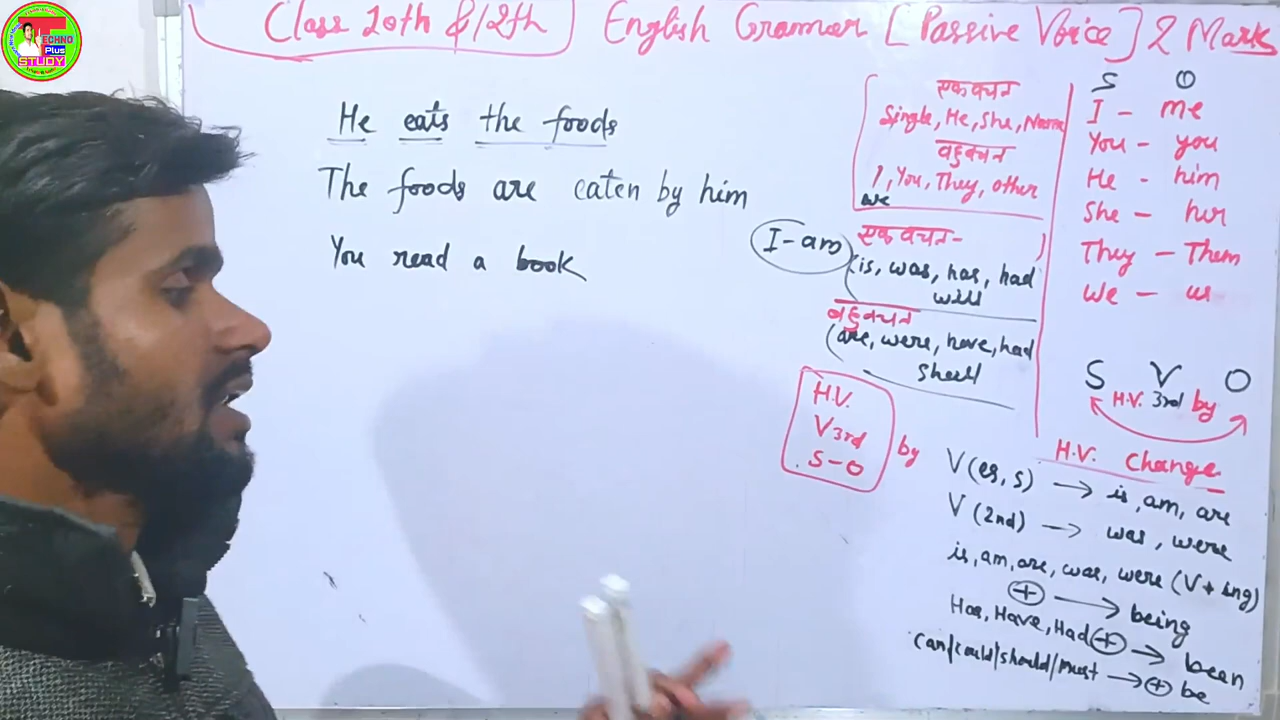 Class 10th & 12th English Grammar [Passive Voice] 2 Mark
TECHNO
Plus
STUDY
He eats the foods
The foods are eaten by him
You read a book
एकवचन
Single, He, She, Name
वहुवचन
I, You, They, other
are
I-am
एकवचन-
(is, was, has, had
will
बहुवचन
(are, were, have, had
Shall
H.V.
V 3rd
S-O
by
S O
I - me
You - you
He - him
She - hur
They - Them
We - us
S V O
H.V. 3rd by
H.V. Change
V(es, s) → is, am, are
V(2nd) → was, were
is, am, are, was, were (V+ing)
+ → being
Has, Have, Had + → been
can/could/should/must → + be